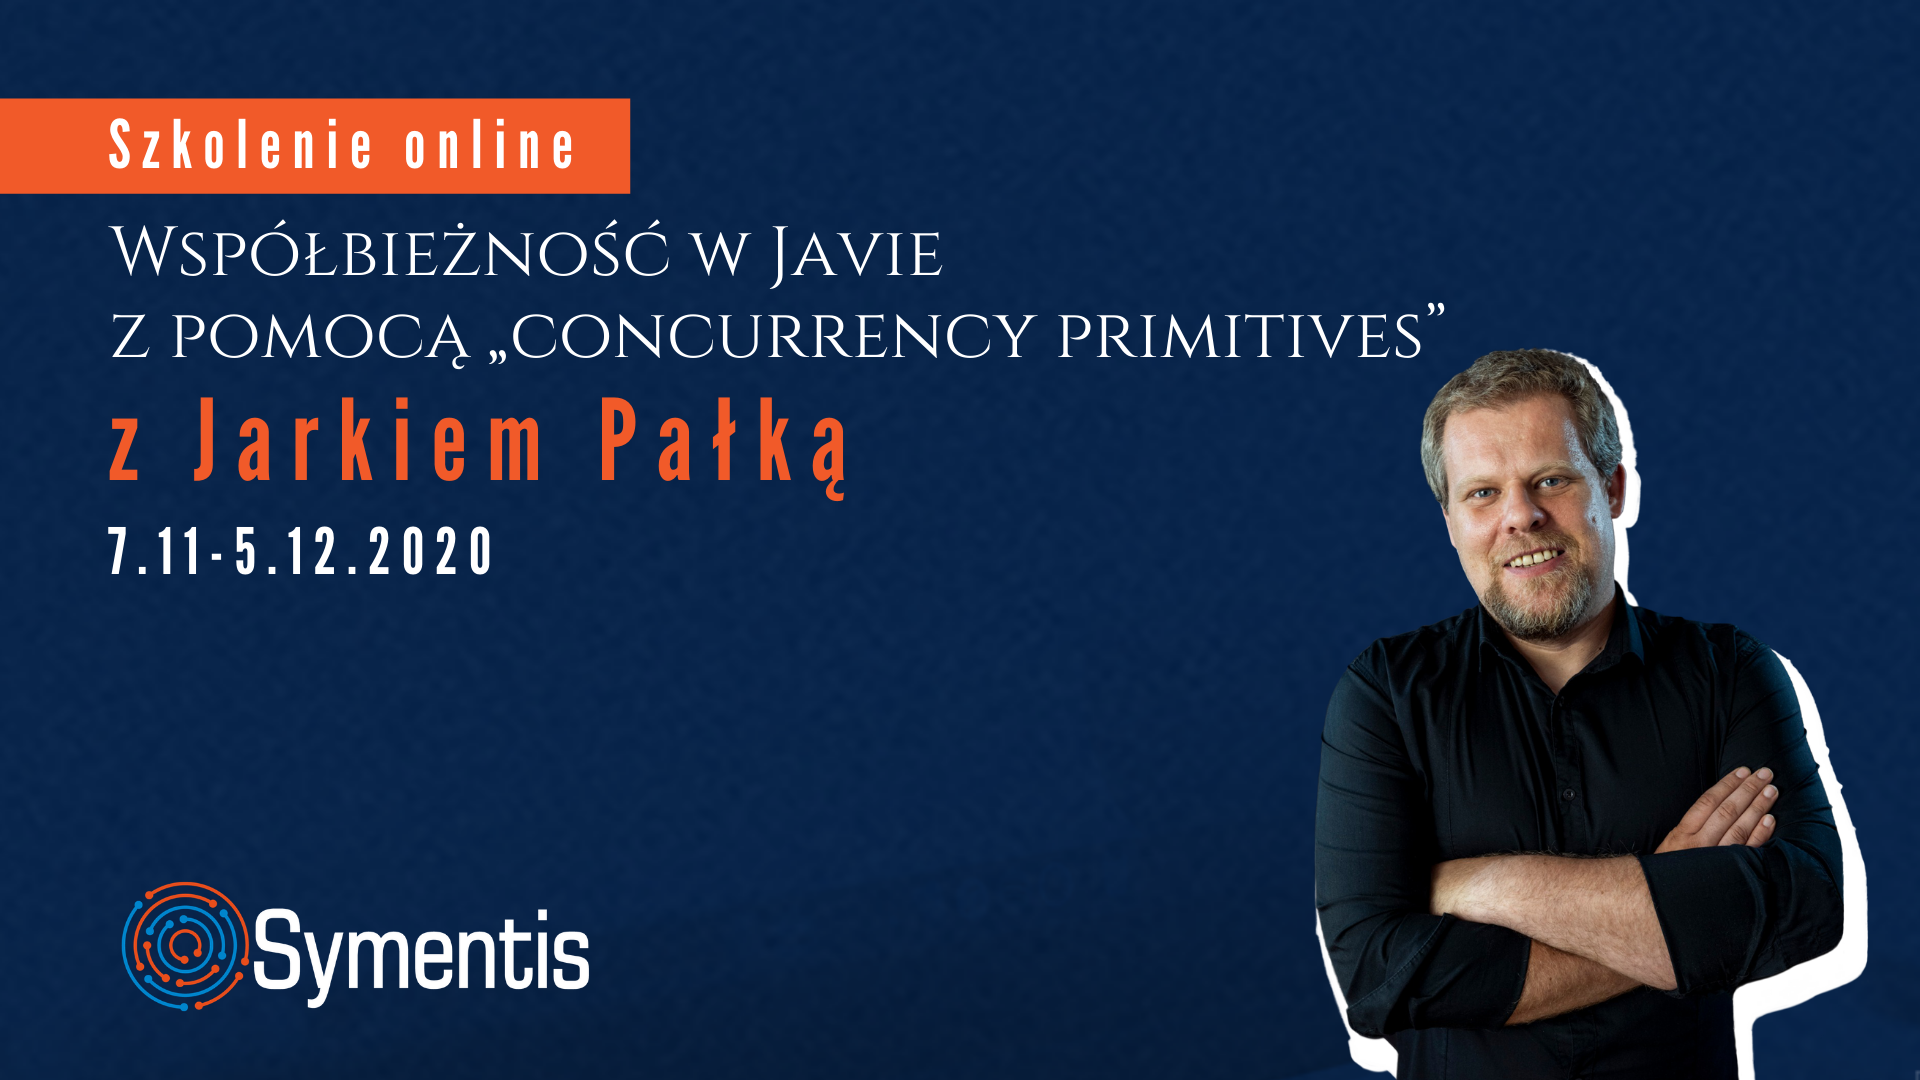 Szkolenie online
Współbieżność w Javie
z pomocą „concurrency primitives”
z Jarkiem Pałką
7.11-5.12.2020
Symentis